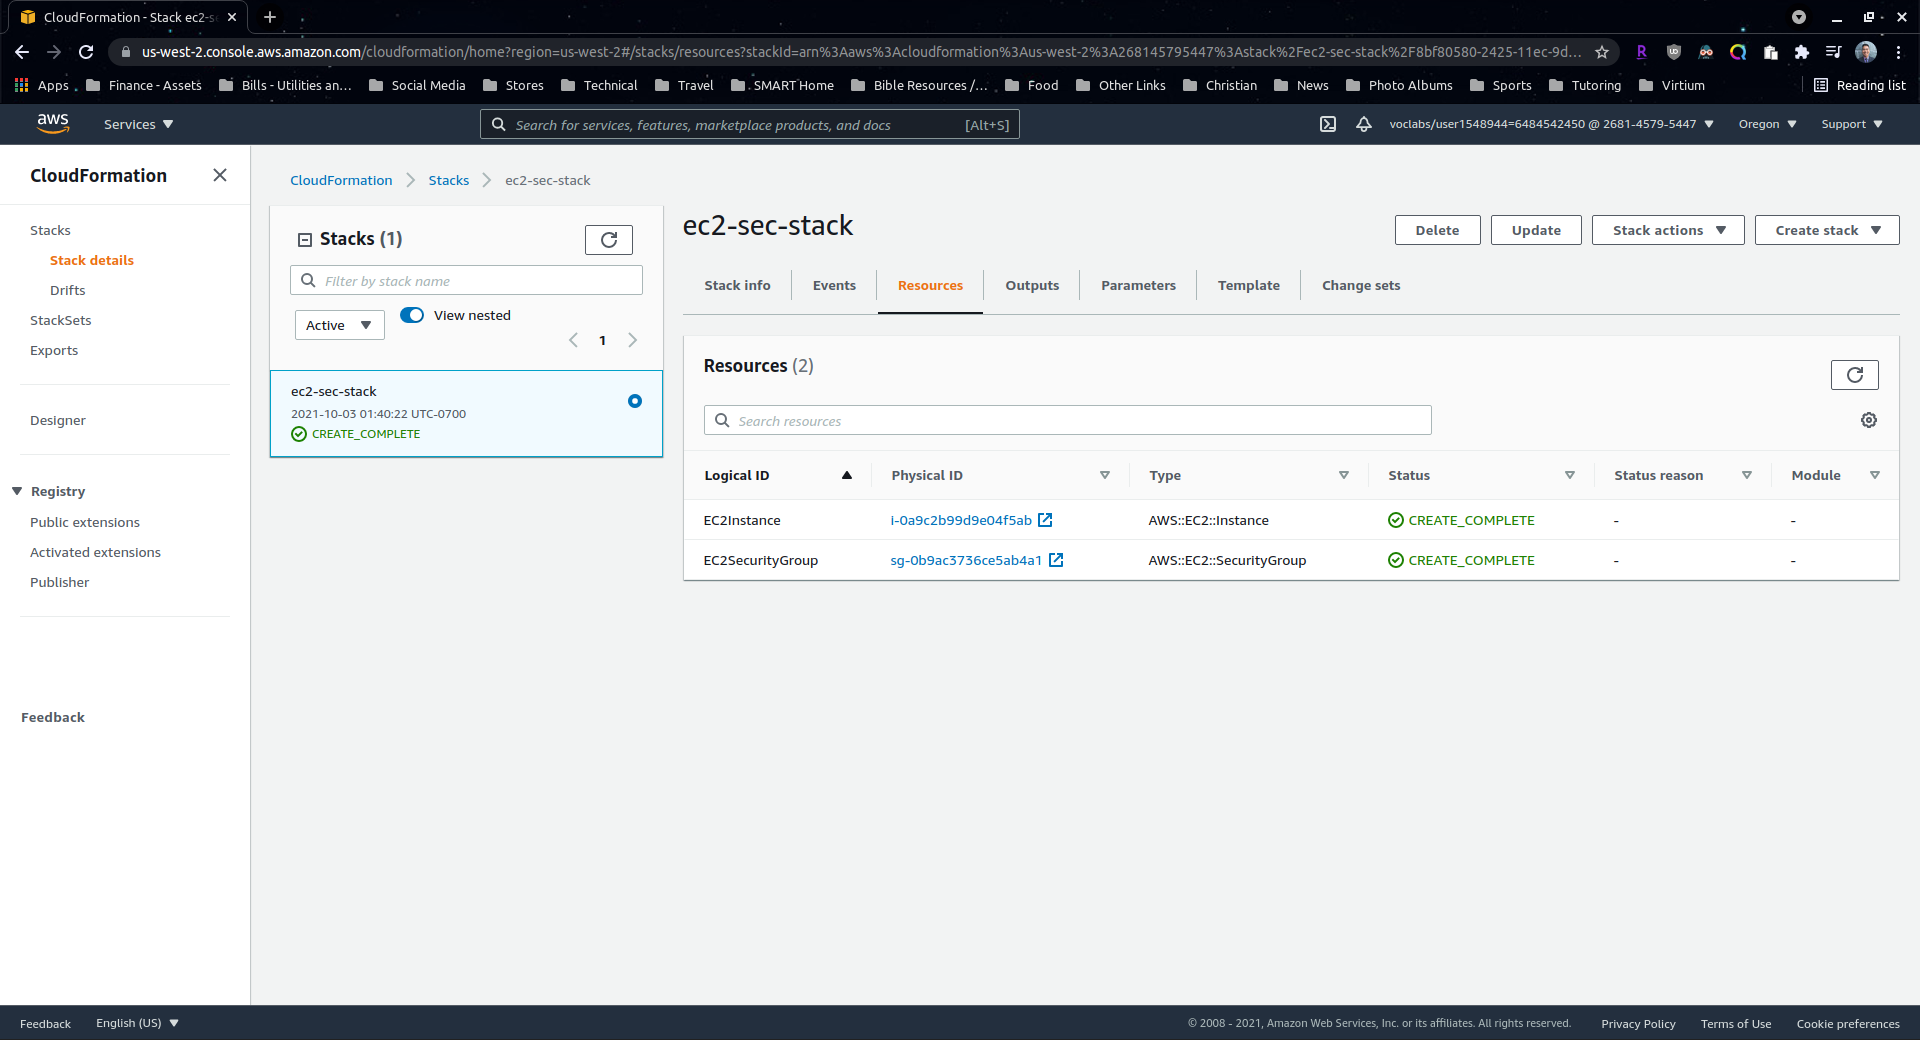 CloudFormation - Stack ec2-s
us-west-2.console.aws.amazon.com/cloudformation/home?region=us-west-2#/stacks/resources?stackId=arn%3Aaws%3Acloudformation%3Aus-west-2%3A268145795447%3Astack%2Fec2-sec-stack%2F8bf80580-2425-11ec-9d...
Apps Finance - Assets Bills - Utilities an... Social Media Stores Technical Travel SMART Home Bible Resources /... Food Other Links Christian News Photo Albums Sports Tutoring Virtium Reading list
aws Services Search for services, features, marketplace products, and docs [Alt+S] voclabs/user1548944=6484542450 @ 2681-4579-5447 Oregon Support
CloudFormation
Stacks
Stack details
Drifts
StackSets
Exports
Designer
Registry
Public extensions
Activated extensions
Publisher
Feedback
CloudFormation Stacks ec2-sec-stack
Stacks (1)
Filter by stack name
Active View nested
1
ec2-sec-stack
2021-10-03 01:40:22 UTC-0700
CREATE_COMPLETE
ec2-sec-stack
Delete Update Stack actions Create stack
Stack info Events Resources Outputs Parameters Template Change sets
Resources (2)
Search resources
Logical ID Physical ID Type Status Status reason Module
EC2Instance i-0a9c2b99d9e04f5ab AWS::EC2::Instance CREATE_COMPLETE - -
EC2SecurityGroup sg-0b9ac3736ce5ab4a1 AWS::EC2::SecurityGroup CREATE_COMPLETE - -
Feedback English (US) © 2008 - 2021, Amazon Web Services, Inc. or its affiliates. All rights reserved. Privacy Policy Terms of Use Cookie preferences